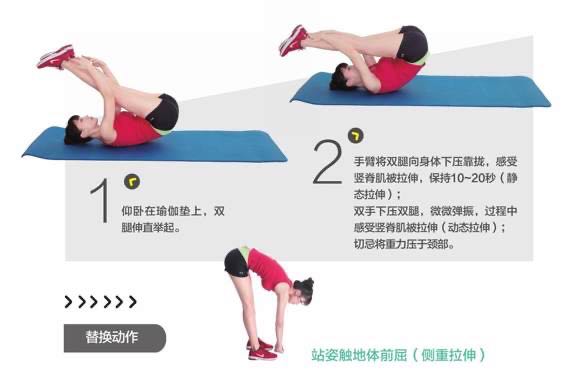 1
仰卧在瑜伽垫上，双
腿伸直举起。
2
手臂将双腿向身体下压靠拢，感受
竖脊肌被拉伸，保持10~20秒（静
态拉伸）；
双手下压双腿，微微弹振，过程中
感受竖脊肌被拉伸（动态拉伸）；
切忌将重力压于颈部。
替换动作
站姿触地体前屈（侧重拉伸）